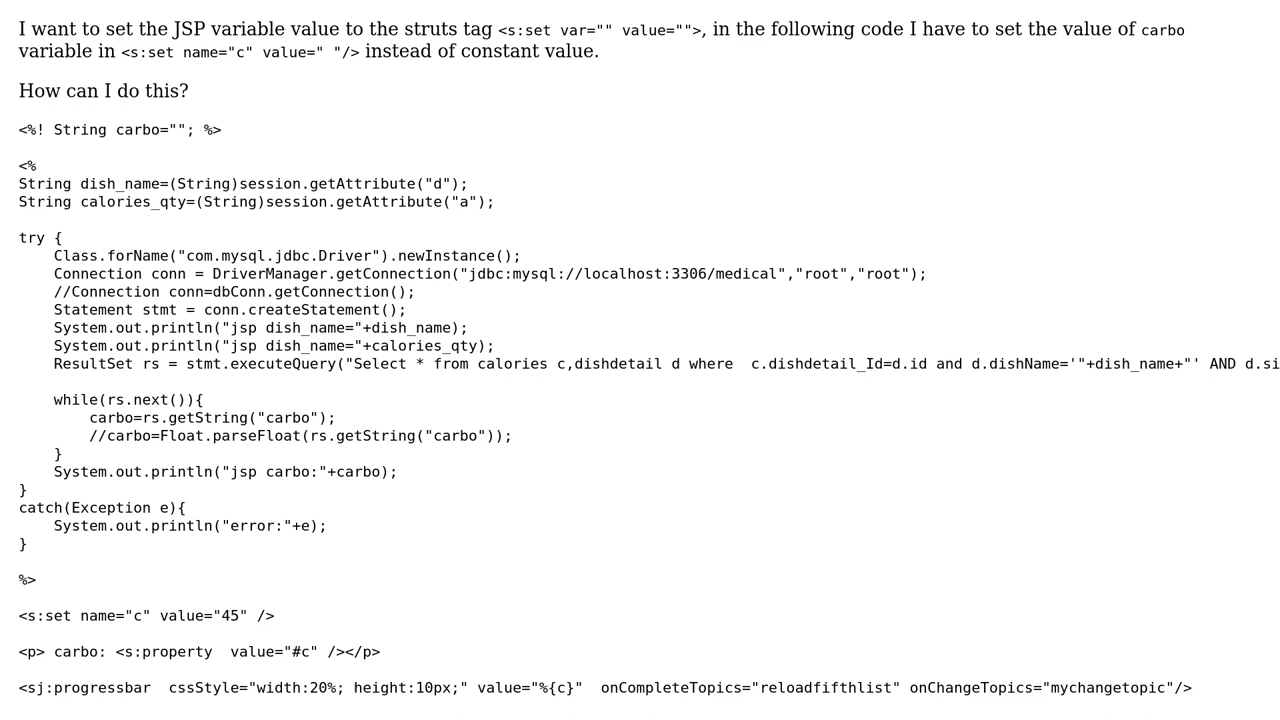 I want to set the JSP variable value to the struts tag <s:set var="" value="">, in the following code I have to set the value of carbo
variable in <s:set name="c" value=" "/> instead of constant value.
How can I do this?
<%! String carbo=""; %>
<%
String dish_name=(String)session.getAttribute("d");
String calories_qty=(String)session.getAttribute("a");
try {
    Class.forName("com.mysql.jdbc.Driver").newInstance();
    Connection conn = DriverManager.getConnection("jdbc:mysql://localhost:3306/medical","root","root");
    //Connection conn=dbConn.getConnection();
    Statement stmt = conn.createStatement();
    System.out.println("jsp dish_name="+dish_name);
    System.out.println("jsp dish_name="+calories_qty);
    ResultSet rs = stmt.executeQuery("Select * from calories c,dishdetail d where  c.dishdetail_Id=d.id and d.dishName='"+dish_name+"' AND d.si
    while(rs.next()){
        carbo=rs.getString("carbo");
        //carbo=Float.parseFloat(rs.getString("carbo"));
    }
    System.out.println("jsp carbo:"+carbo);
}
catch(Exception e){
    System.out.println("error:"+e);
}
%>
<s:set name="c" value="45" />
<p> carbo: <s:property  value="#c" /></p>
<sj:progressbar  cssStyle="width:20%; height:10px;" value="%{c}"  onCompleteTopics="reloadfifthlist" onChangeTopics="mychangetopic"/>